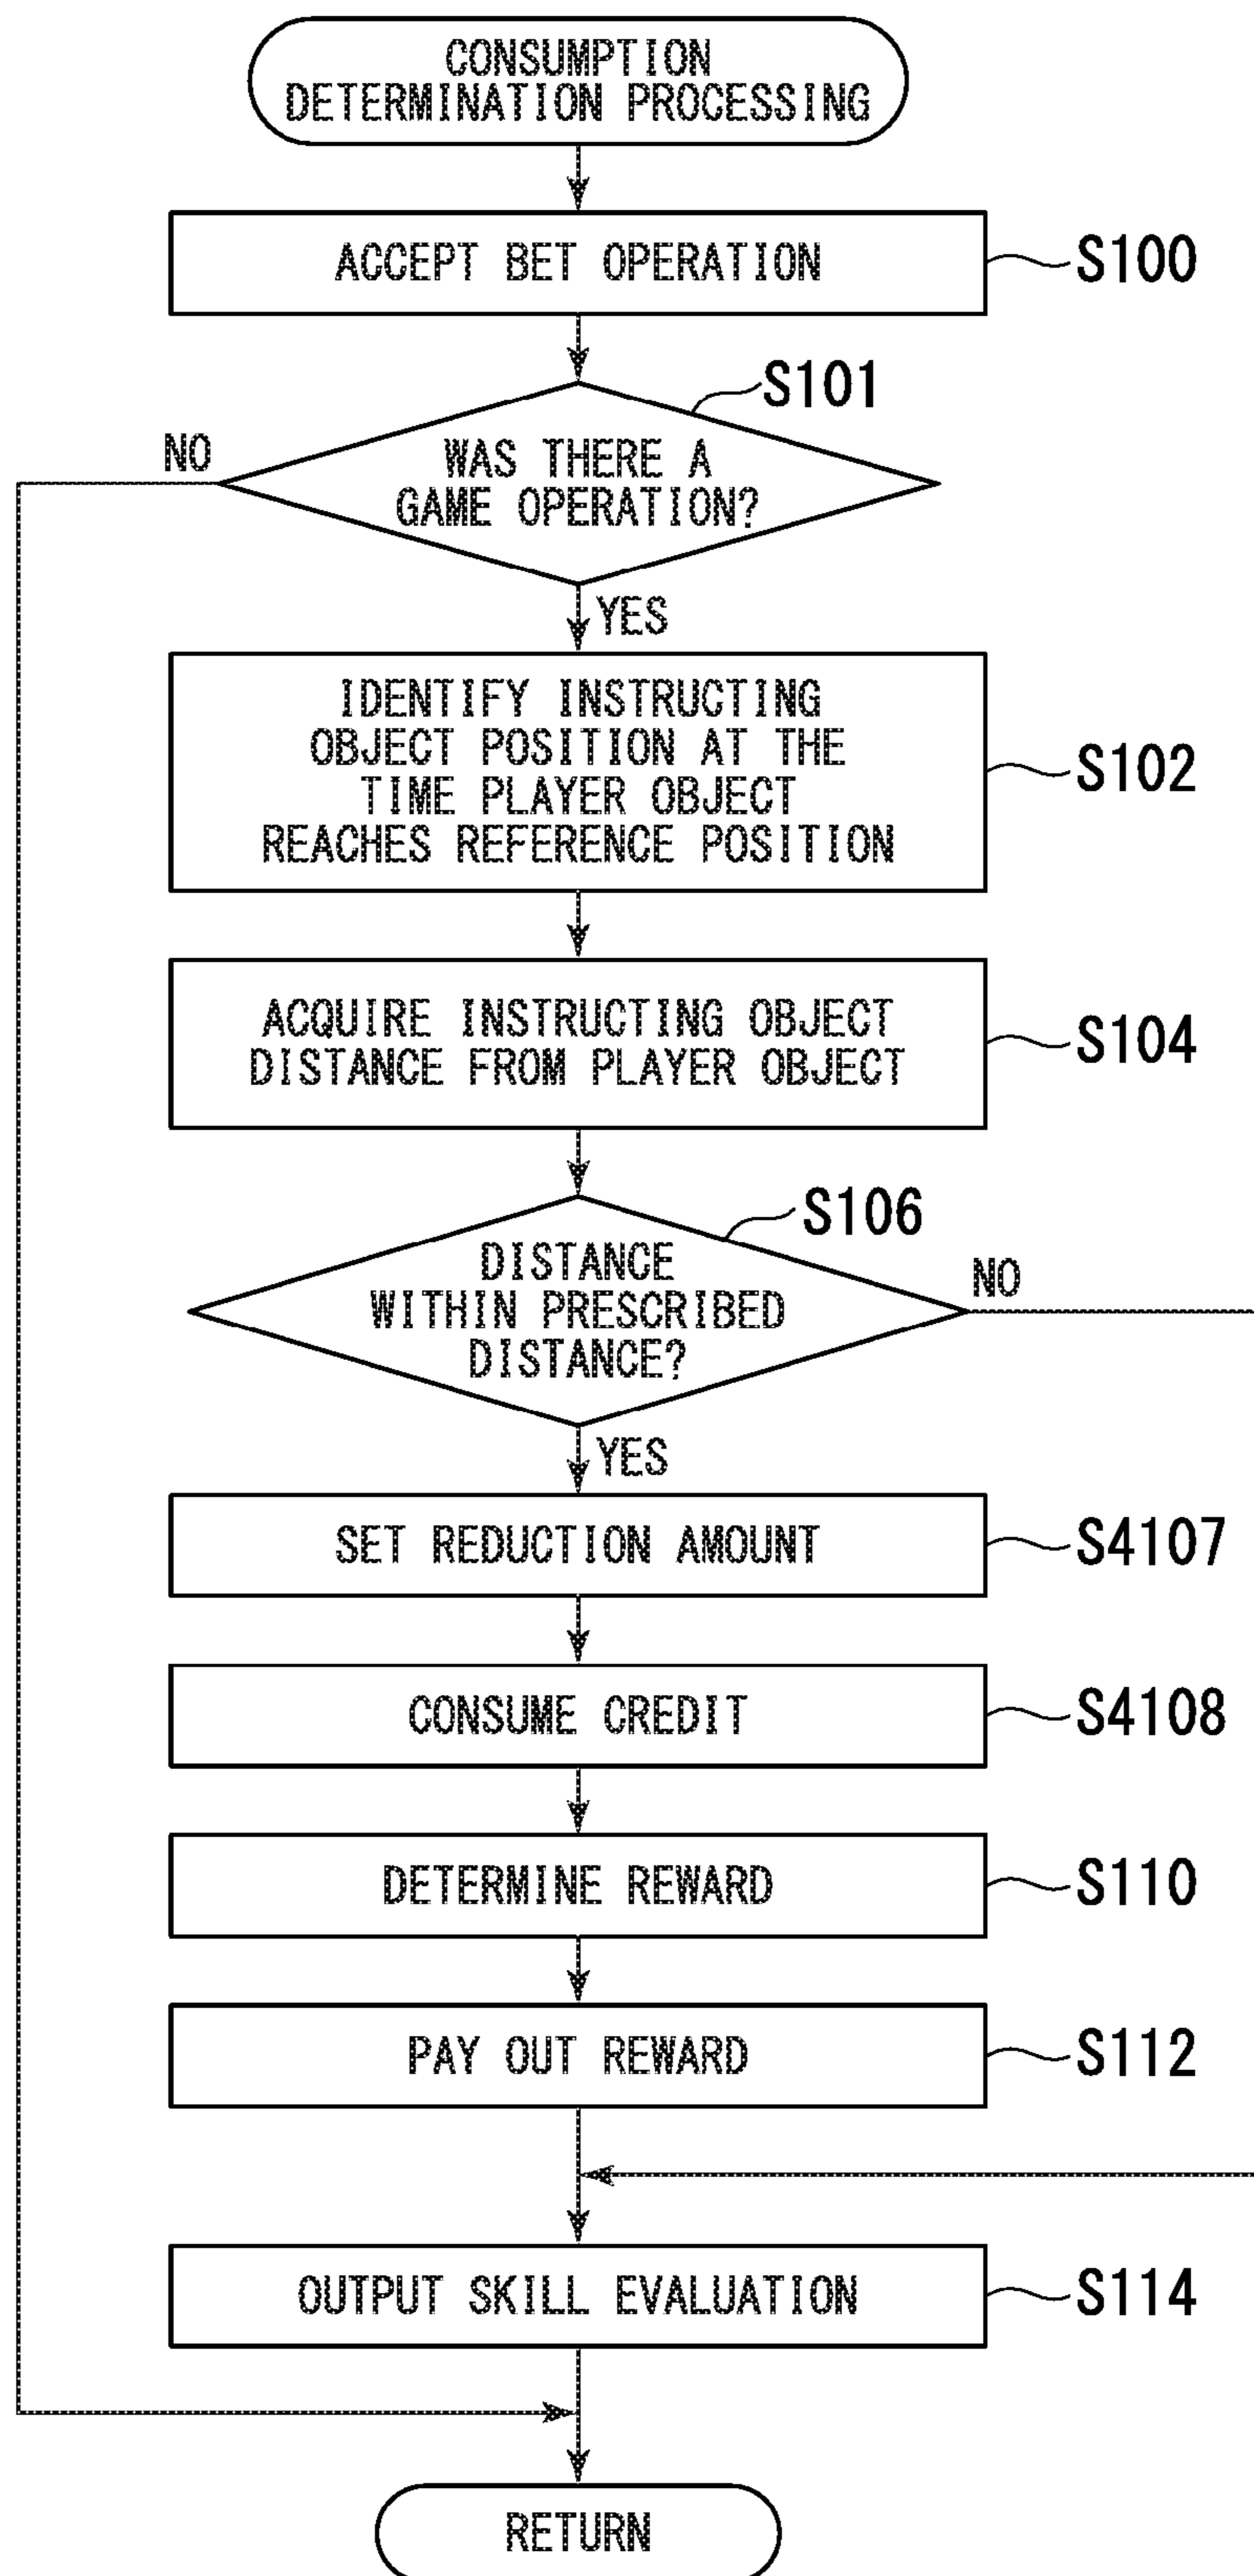 CONSUMPTION
DETERMINATION PROCESSING
ACCEPT BET OPERATION
S100
S101
NO
WAS THERE A
GAME OPERATION?
YES
IDENTIFY INSTRUCTING
OBJECT POSITION AT THE
TIME PLAYER OBJECT
REACHES REFERENCE POSITION
S102
ACQUIRE INSTRUCTING OBJECT
DISTANCE FROM PLAYER OBJECT
S104
S106
DISTANCE
WITHIN PRESCRIBED
DISTANCE?
NO
YES
SET REDUCTION AMOUNT
S4107
CONSUME CREDIT
S4108
DETERMINE REWARD
S110
PAY OUT REWARD
S112
OUTPUT SKILL EVALUATION
S114
RETURN